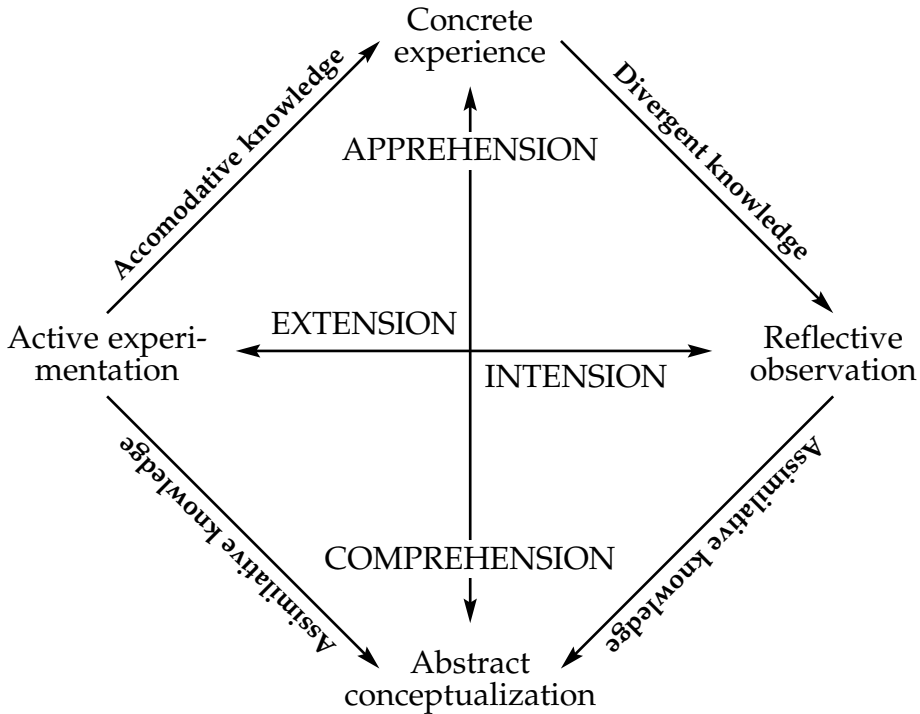 Concrete
experience
Accomodative knowledge
Divergent knowledge
APPREHENSION
EXTENSION
Active experi-
mentation
Reflective
observation
INTENSION
Assimilative knowledge
Assimilative knowledge
COMPREHENSION
Abstract
conceptualization